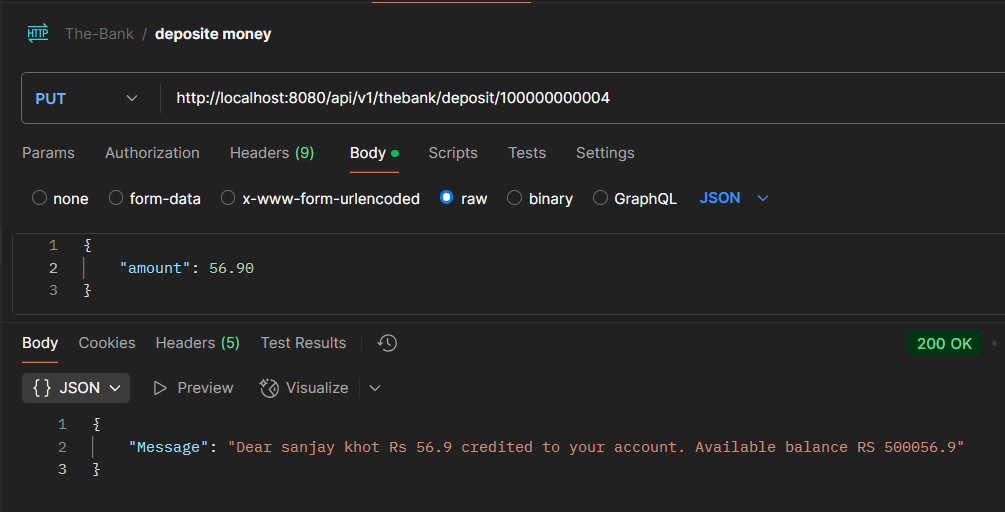 HTTP The-Bank / deposite money
PUT http://localhost:8080/api/v1/thebank/deposit/100000000004
Params Authorization Headers (9) Body Scripts Tests Settings
none form-data x-www-form-urlencoded raw binary GraphQL JSON
1 {
2 "amount": 56.90
3 }
Body Cookies Headers (5) Test Results 200 OK
{} JSON Preview Visualize
1 {
2 "Message": "Dear sanjay khot Rs 56.9 credited to your account. Available balance RS 500056.9"
3 }